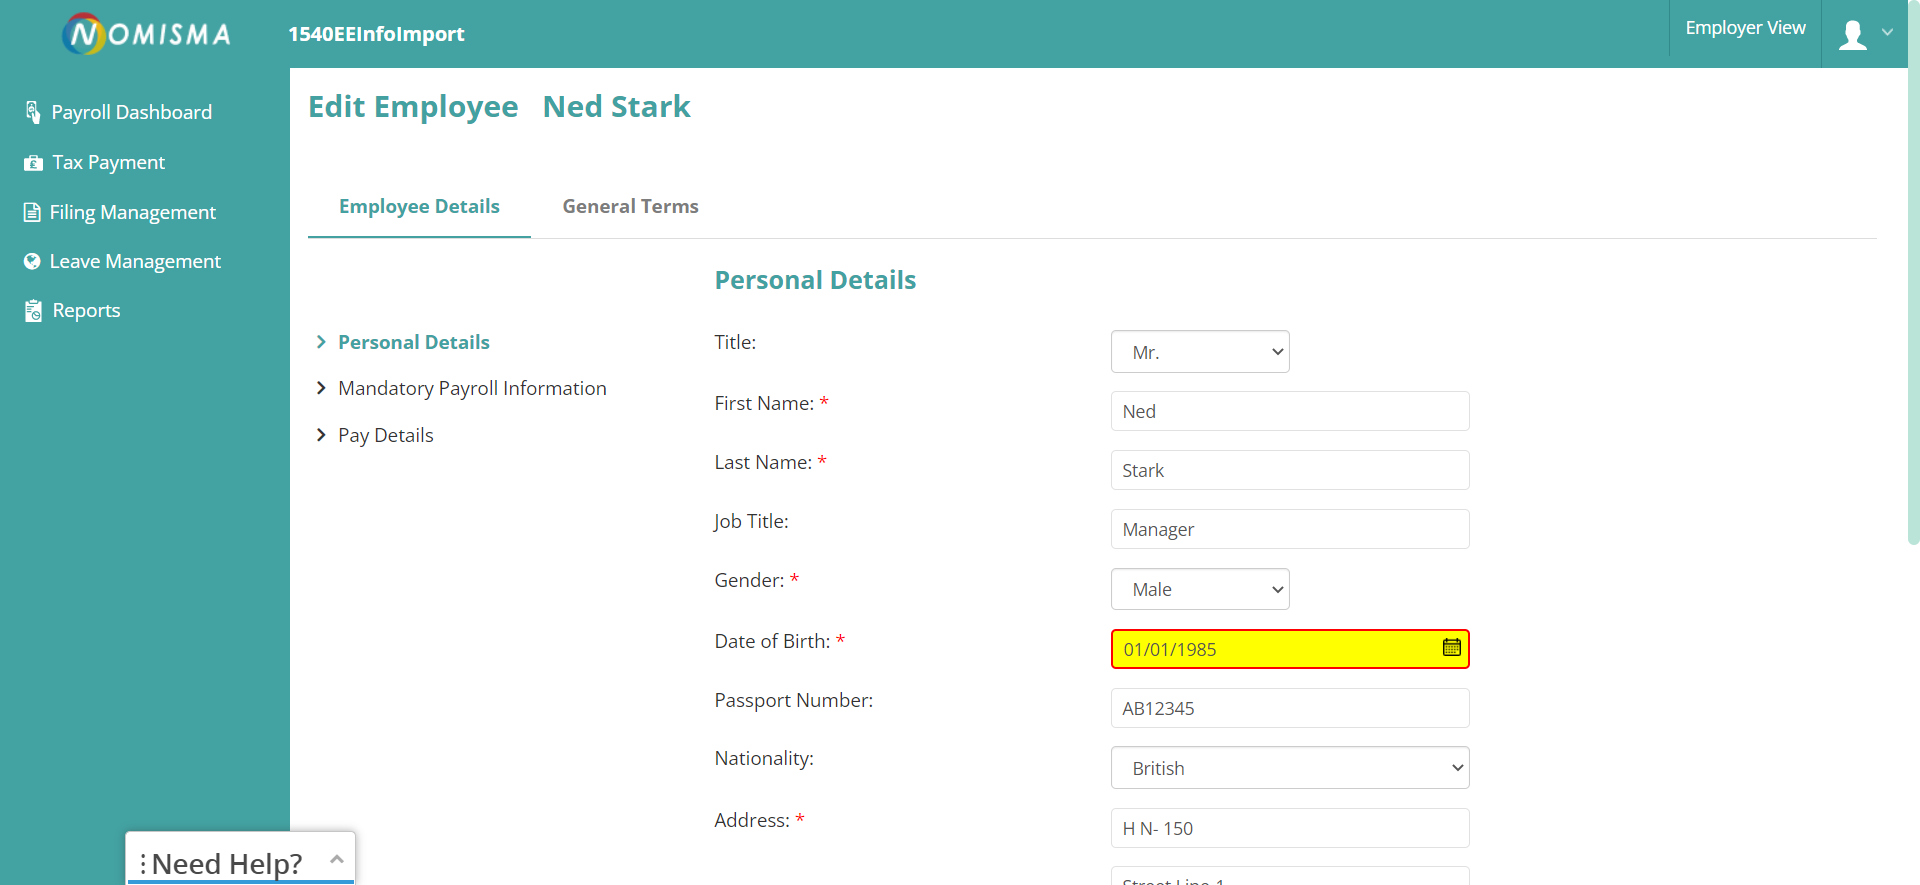 NOMISMA
1540EEInfoImport
Employer View
Payroll Dashboard
Tax Payment
Filing Management
Leave Management
Reports
Edit Employee Ned Stark
Employee Details
General Terms
Personal Details
Mandatory Payroll Information
Pay Details
Personal Details
Title:
Mr.
First Name: *
Ned
Last Name: *
Stark
Job Title:
Manager
Gender: *
Male
Date of Birth: *
01/01/1985
Passport Number:
AB12345
Nationality:
British
Address: *
H N- 150
Street Line 1
Need Help?